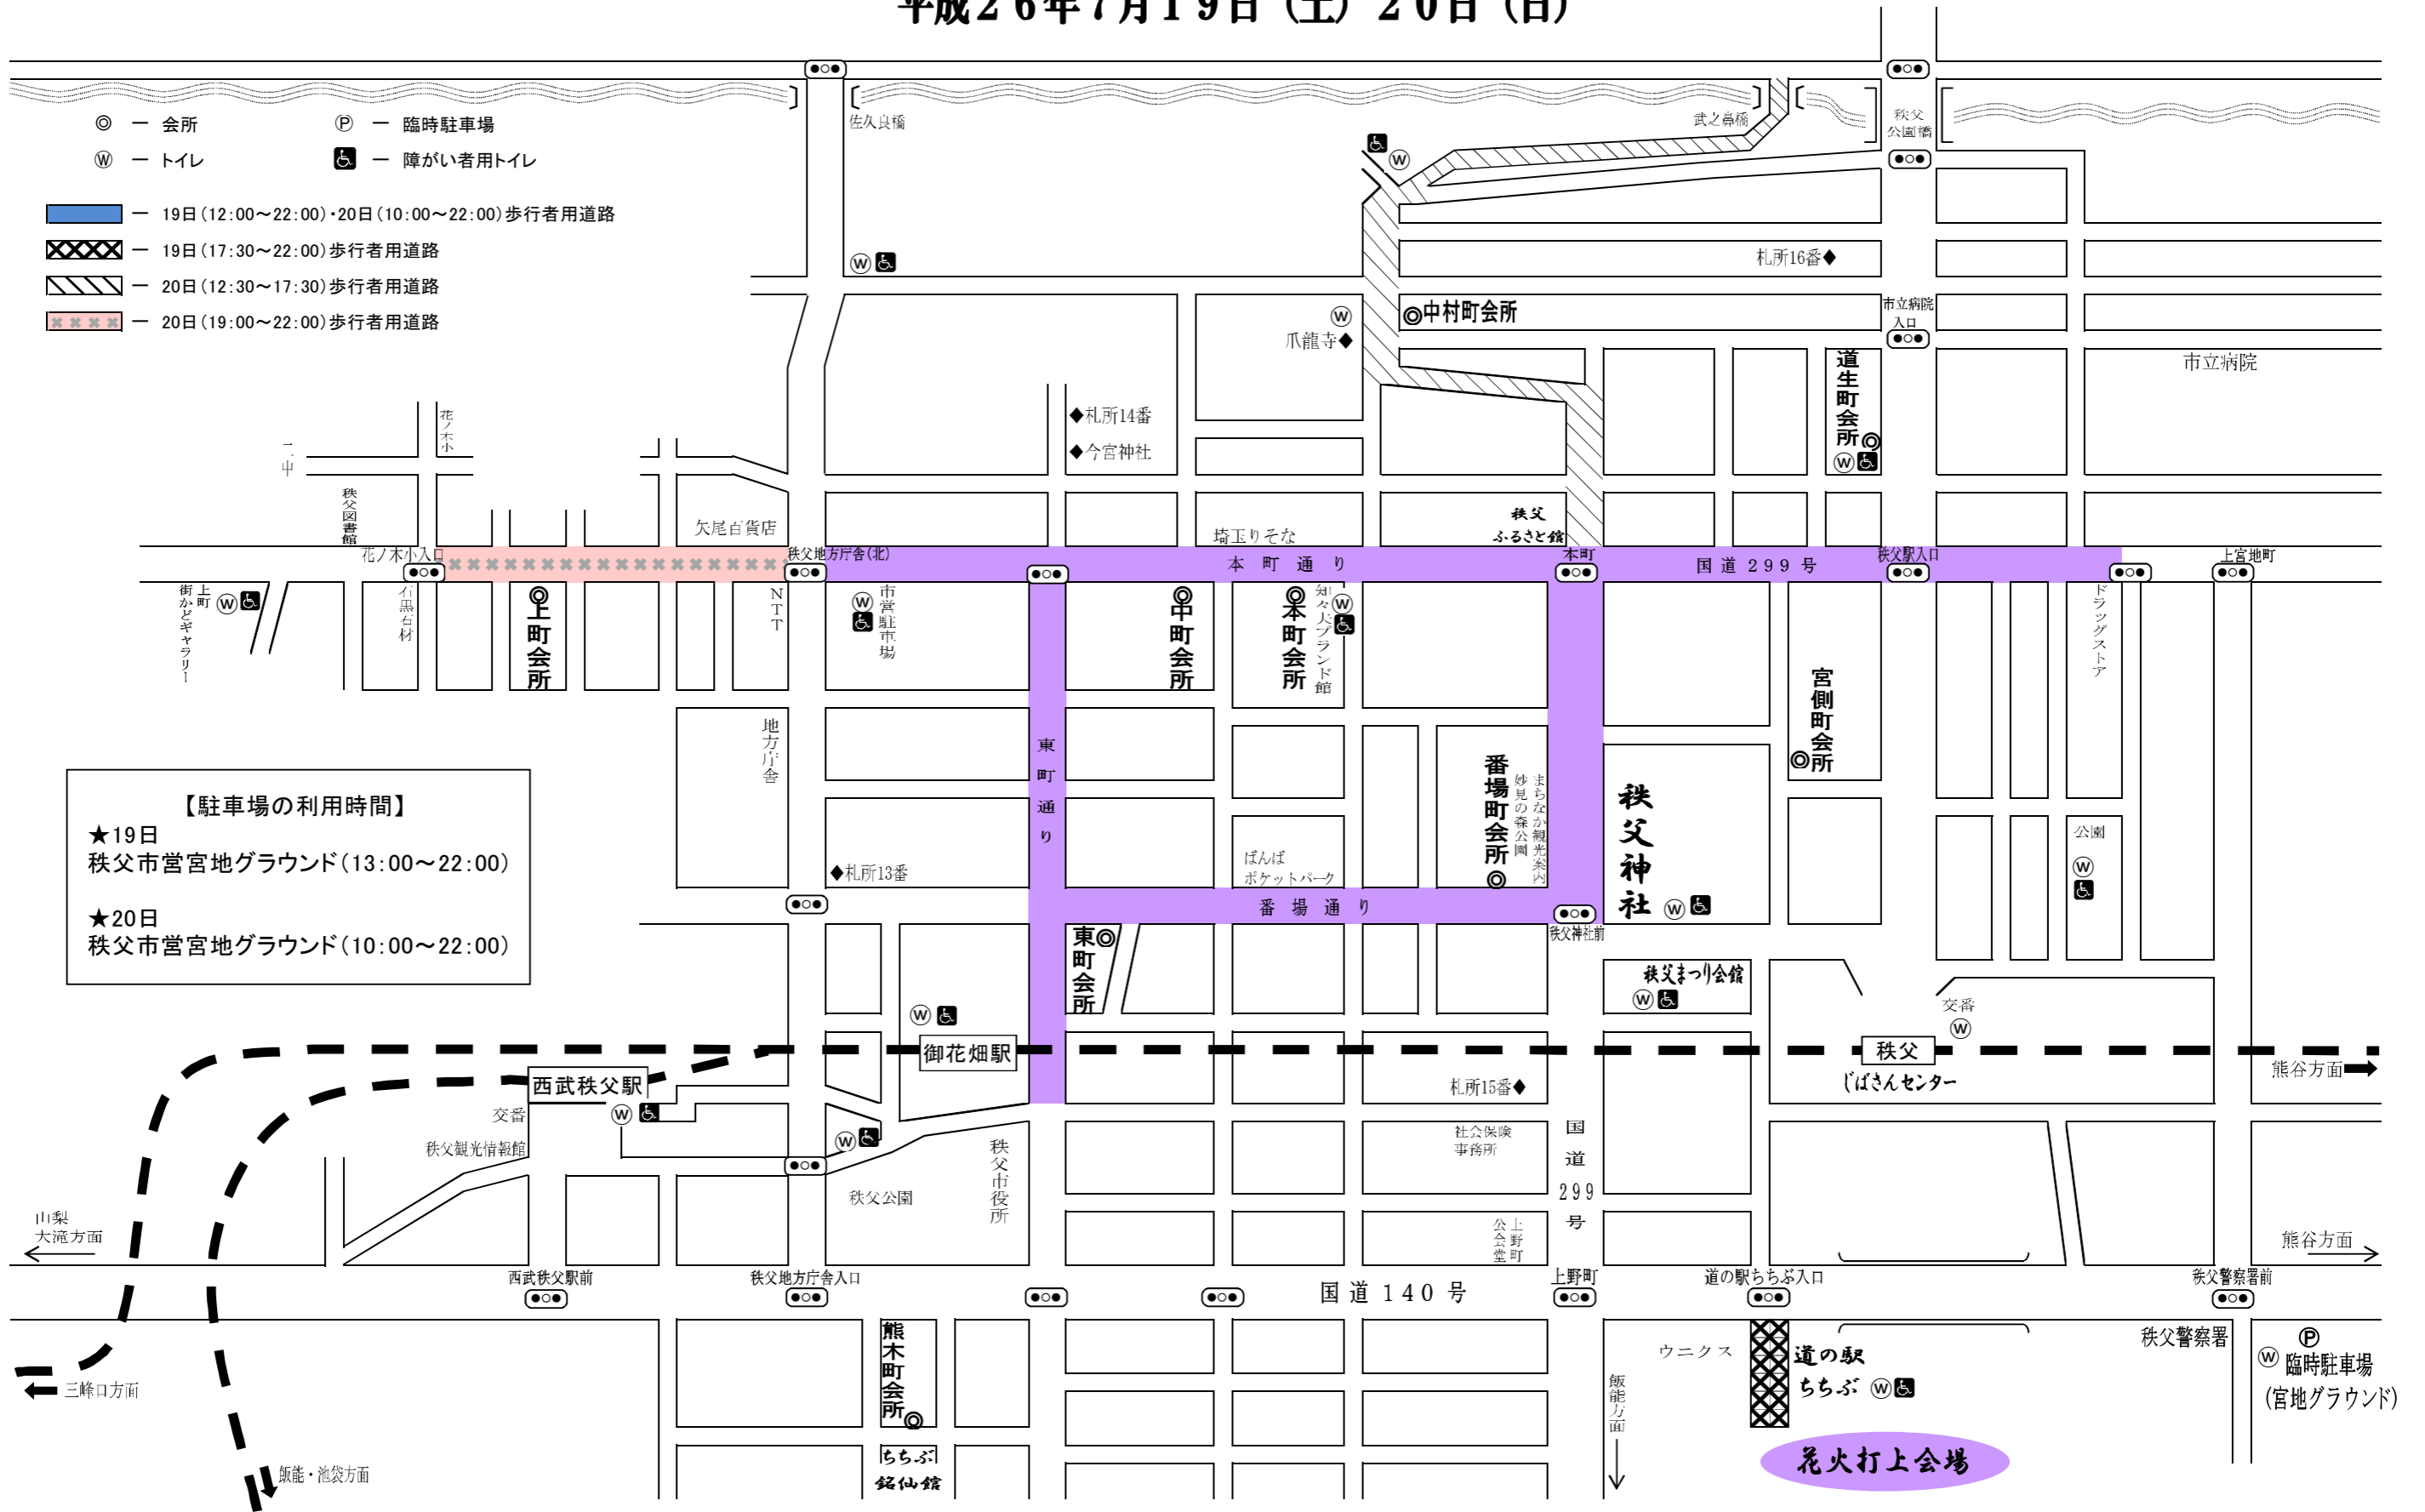 平成２６年７月１９日（土）２０日（日）
◎ ― 会所
Ⓟ ― 臨時駐車場
Ⓦ ― トイレ
♿ ― 障がい者用トイレ
― 19日（12:00～22:00）・20日（10:00～22:00）歩行者用道路
― 19日（17:30～22:00）歩行者用道路
― 20日（12:30～17:30）歩行者用道路
― 20日（19:00～22:00）歩行者用道路
佐久良橋
武之鼻橋
秩父
公園橋
Ⓦ
Ⓦ
札所16番◆
◎中村町会所
市立病院
入口
Ⓦ
爪龍寺◆
道生町会所◎
Ⓦ
市立病院
花ノ木小
◆札所14番
◆今宮神社
二中
秩父図書館
矢尾百貨店
埼玉りそな
秩父
ふるさと館
花ノ木小入口
秩父地方庁舎(北)
本町通り
本町
国道299号
秩父駅入口
上宮地町
上町
街かどギャラリー
Ⓦ
石黒石材
◎上町会所
NTT
Ⓦ
市営駐車場
◎中町会所
◎本町会所
知々夫ブランド館
Ⓦ
ドラッグストア
宮側町会所
◎
地方庁舎
東町通り
番場町会所
◎
まちなか観光案内
妙見の森公園
秩父神社
Ⓦ
公園
Ⓦ
【駐車場の利用時間】
★19日
秩父市営宮地グラウンド（13:00～22:00）
★20日
秩父市営宮地グラウンド（10:00～22:00）
◆札所13番
ばんば
ポケットパーク
番場通り
秩父神社前
東町会所
◎
秩父まつり会館
Ⓦ
交番
Ⓦ
Ⓦ
御花畑駅
秩父
じばさんセンター
熊谷方面
西武秩父駅
Ⓦ
交番
秩父観光情報館
札所15番◆
Ⓦ
社会保険
事務所
国道299号
秩父市役所
秩父公園
上野町
公会堂
山梨
大滝方面
熊谷方面
西武秩父駅前
秩父地方庁舎入口
国道140号
上野町
道の駅ちちぶ入口
秩父警察署前
熊木町会所
◎
ウニクス
道の駅
ちちぶ
Ⓦ
秩父警察署
Ⓟ
Ⓦ
臨時駐車場
(宮地グラウンド)
三峰口方面
飯能方面
ちちぶ
銘仙館
花火打上会場
飯能・池袋方面